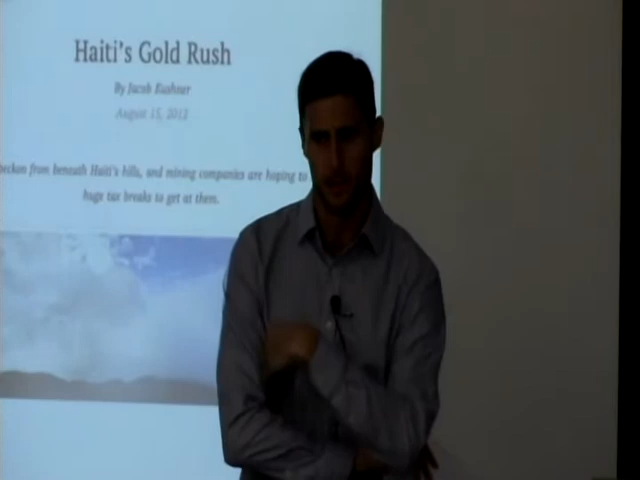 Haiti's Gold Rush
By Jacob Kushner
August 15, 2012
beckon from beneath Haiti's hills, and mining companies are hoping to
huge tax breaks to get at them.